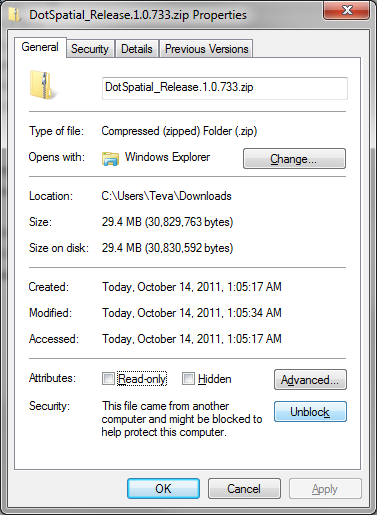 DotSpatial_Release.1.0.733.zip Properties
General Security Details Previous Versions
DotSpatial_Release.1.0.733.zip
Type of file: Compressed (zipped) Folder (.zip)
Opens with: Windows Explorer Change...
Location: C:\Users\Teva\Downloads
Size: 29.4 MB (30,829,763 bytes)
Size on disk: 29.4 MB (30,830,592 bytes)
Created: Today, October 14, 2011, 1:05:17 AM
Modified: Today, October 14, 2011, 1:05:34 AM
Accessed: Today, October 14, 2011, 1:05:17 AM
Attributes: Read-only Hidden Advanced...
Security: This file came from another
computer and might be blocked to
help protect this computer.
Unblock
OK Cancel Apply